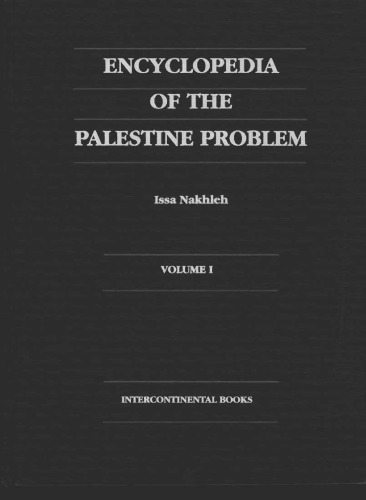 ENCYCLOPEDIA
OF THE
PALESTINE PROBLEM
Issa Nakhleh
VOLUME I
INTERCONTINENTAL BOOKS